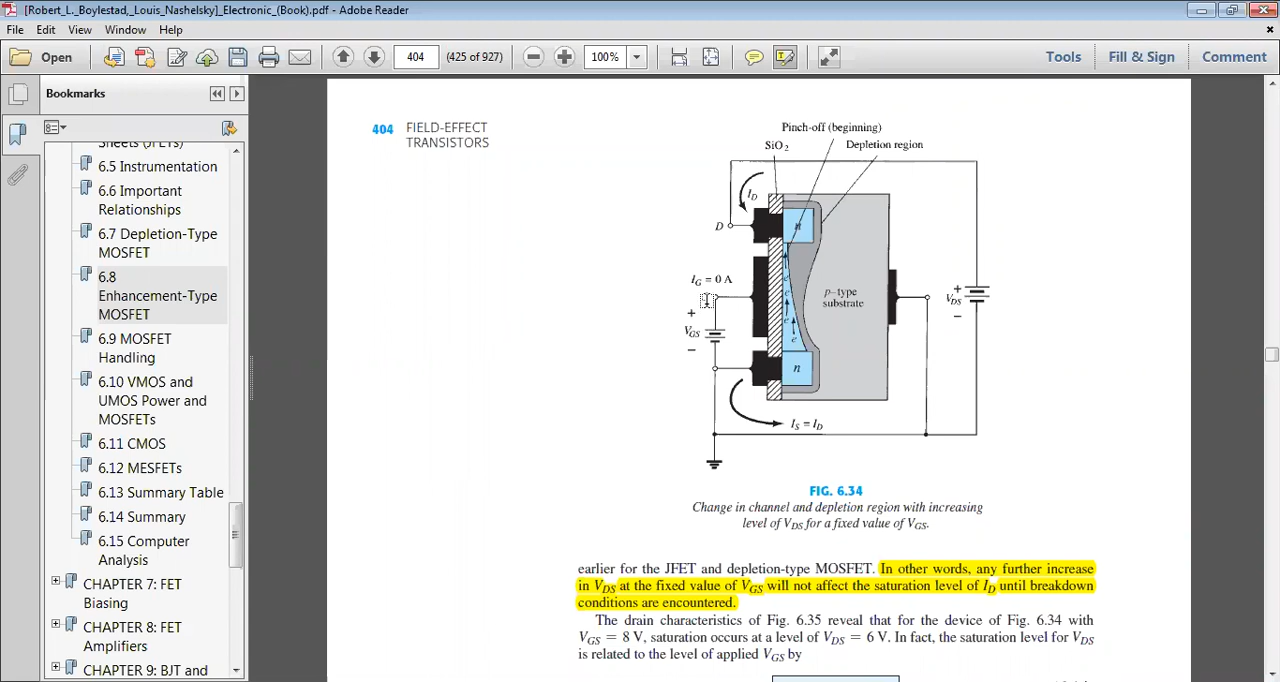 [Robert_L._Boylestad,_Louis_Nashelsky]_Electronic_(Book).pdf - Adobe Reader
File Edit View Window Help
Open 404 (425 of 927) 100% Tools Fill & Sign Comment
Bookmarks
Sheets (JFETs)
6.5 Instrumentation
6.6 Important
Relationships
6.7 Depletion-Type
MOSFET
6.8
Enhancement-Type
MOSFET
6.9 MOSFET
Handling
6.10 VMOS and
UMOS Power and
MOSFETs
6.11 CMOS
6.12 MESFETs
6.13 Summary Table
6.14 Summary
6.15 Computer
Analysis
CHAPTER 7: FET
Biasing
CHAPTER 8: FET
Amplifiers
CHAPTER 9: BJT and
404 FIELD-EFFECT
TRANSISTORS
Pinch-off (beginning)
SiO2 Depletion region
ID
D
n
IG = 0 A
e
e
e
e
p-type
substrate
+
VDS
−
+
VGS
−
n
IS = ID
FIG. 6.34
Change in channel and depletion region with increasing
level of VDS for a fixed value of VGS.
earlier for the JFET and depletion-type MOSFET. In other words, any further increase
in VDS at the fixed value of VGS will not affect the saturation level of ID until breakdown
conditions are encountered.
The drain characteristics of Fig. 6.35 reveal that for the device of Fig. 6.34 with
VGS = 8 V, saturation occurs at a level of VDS = 6 V. In fact, the saturation level for VDS
is related to the level of applied VGS by